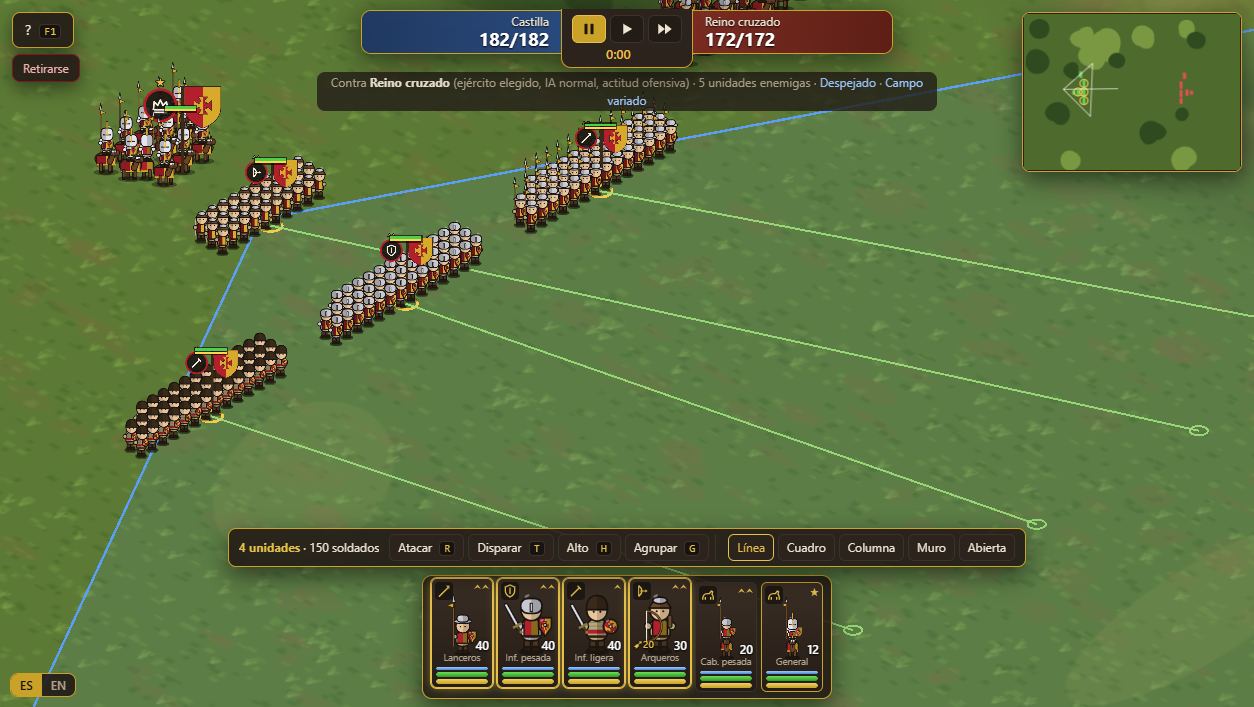 ? F1
Retirarse
Castilla
182/182
0:00
Reino cruzado
172/172
Contra Reino cruzado (ejército elegido, IA normal, actitud ofensiva) · 5 unidades enemigas · Despejado · Campo
variado
4 unidades · 150 soldados Atacar R Disparar T Alto H Agrupar G Línea Cuadro Columna Muro Abierta
40 Lanceros
40 Inf. pesada
40 Inf. ligera
20 30 Arqueros
20 Cab. pesada
12 General
ES EN